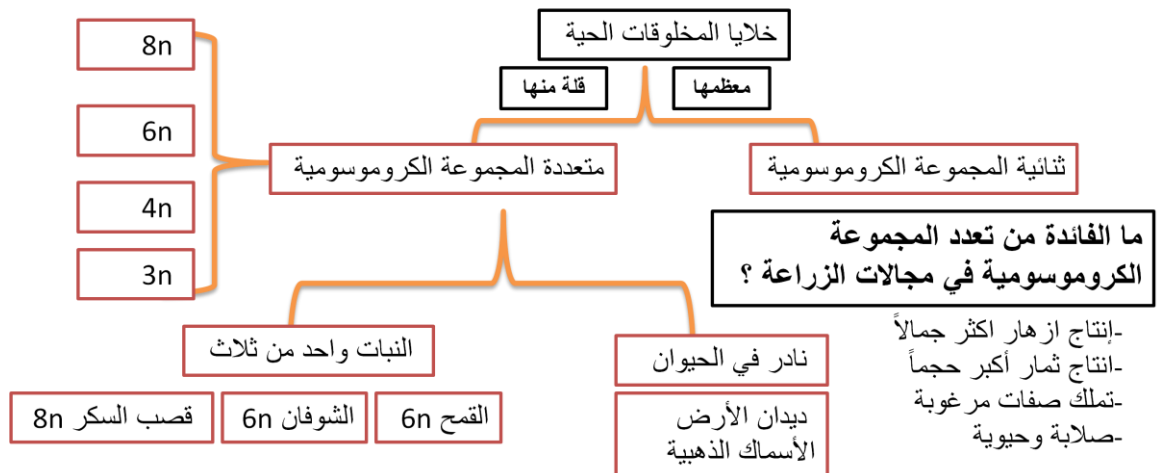 خلايا المخلوقات الحية
معظمها
قلة منها
ثنائية المجموعة الكروموسومية
متعددة المجموعة الكروموسومية
8n
6n
4n
3n
ما الفائدة من تعدد المجموعة
الكروموسومية في مجالات الزراعة ؟
-إنتاج ازهار اكثر جمالاً
-انتاج ثمار أكبر حجماً
-تملك صفات مرغوبة
-صلابة وحيوية
نادر في الحيوان
ديدان الأرض
الأسماك الذهبية
النبات واحد من ثلاث
القمح 6n
الشوفان 6n
قصب السكر 8n